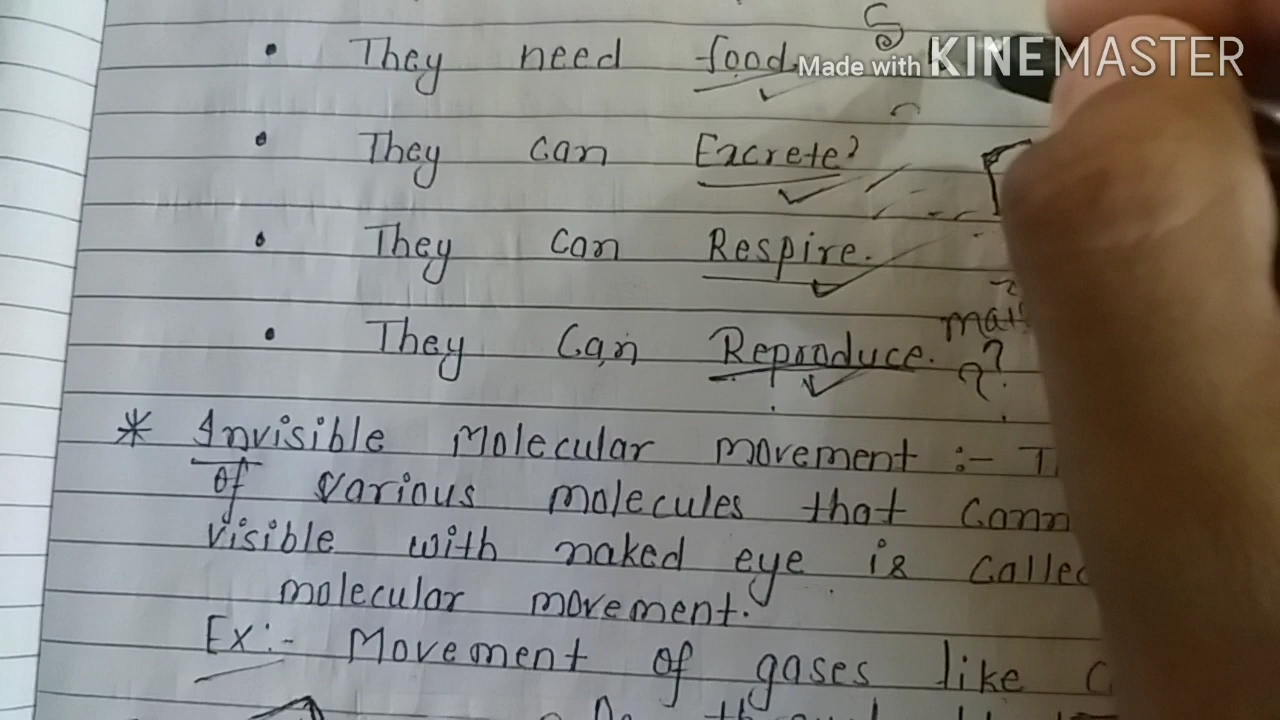 • They need food.
Made with KINEMASTER
• They can Excrete?
• They can Respire.
• They Can Reproduce.
??
* Invisible Molecular movement :-
of various molecules that
visible with naked eye is
molecular movement.
Ex:- Movement of gases like